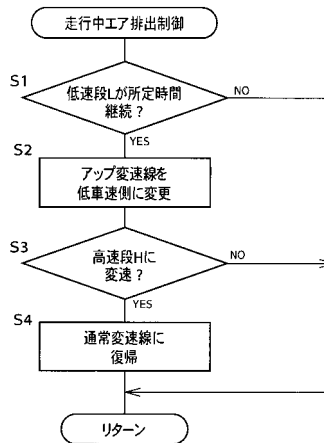 走行中エア排出制御
S1
低速段Lが所定時間
継続？
NO
YES
S2
アップ変速線を
低車速側に変更
S3
高速段Hに
変速？
NO
YES
S4
通常変速線に
復帰
リターン